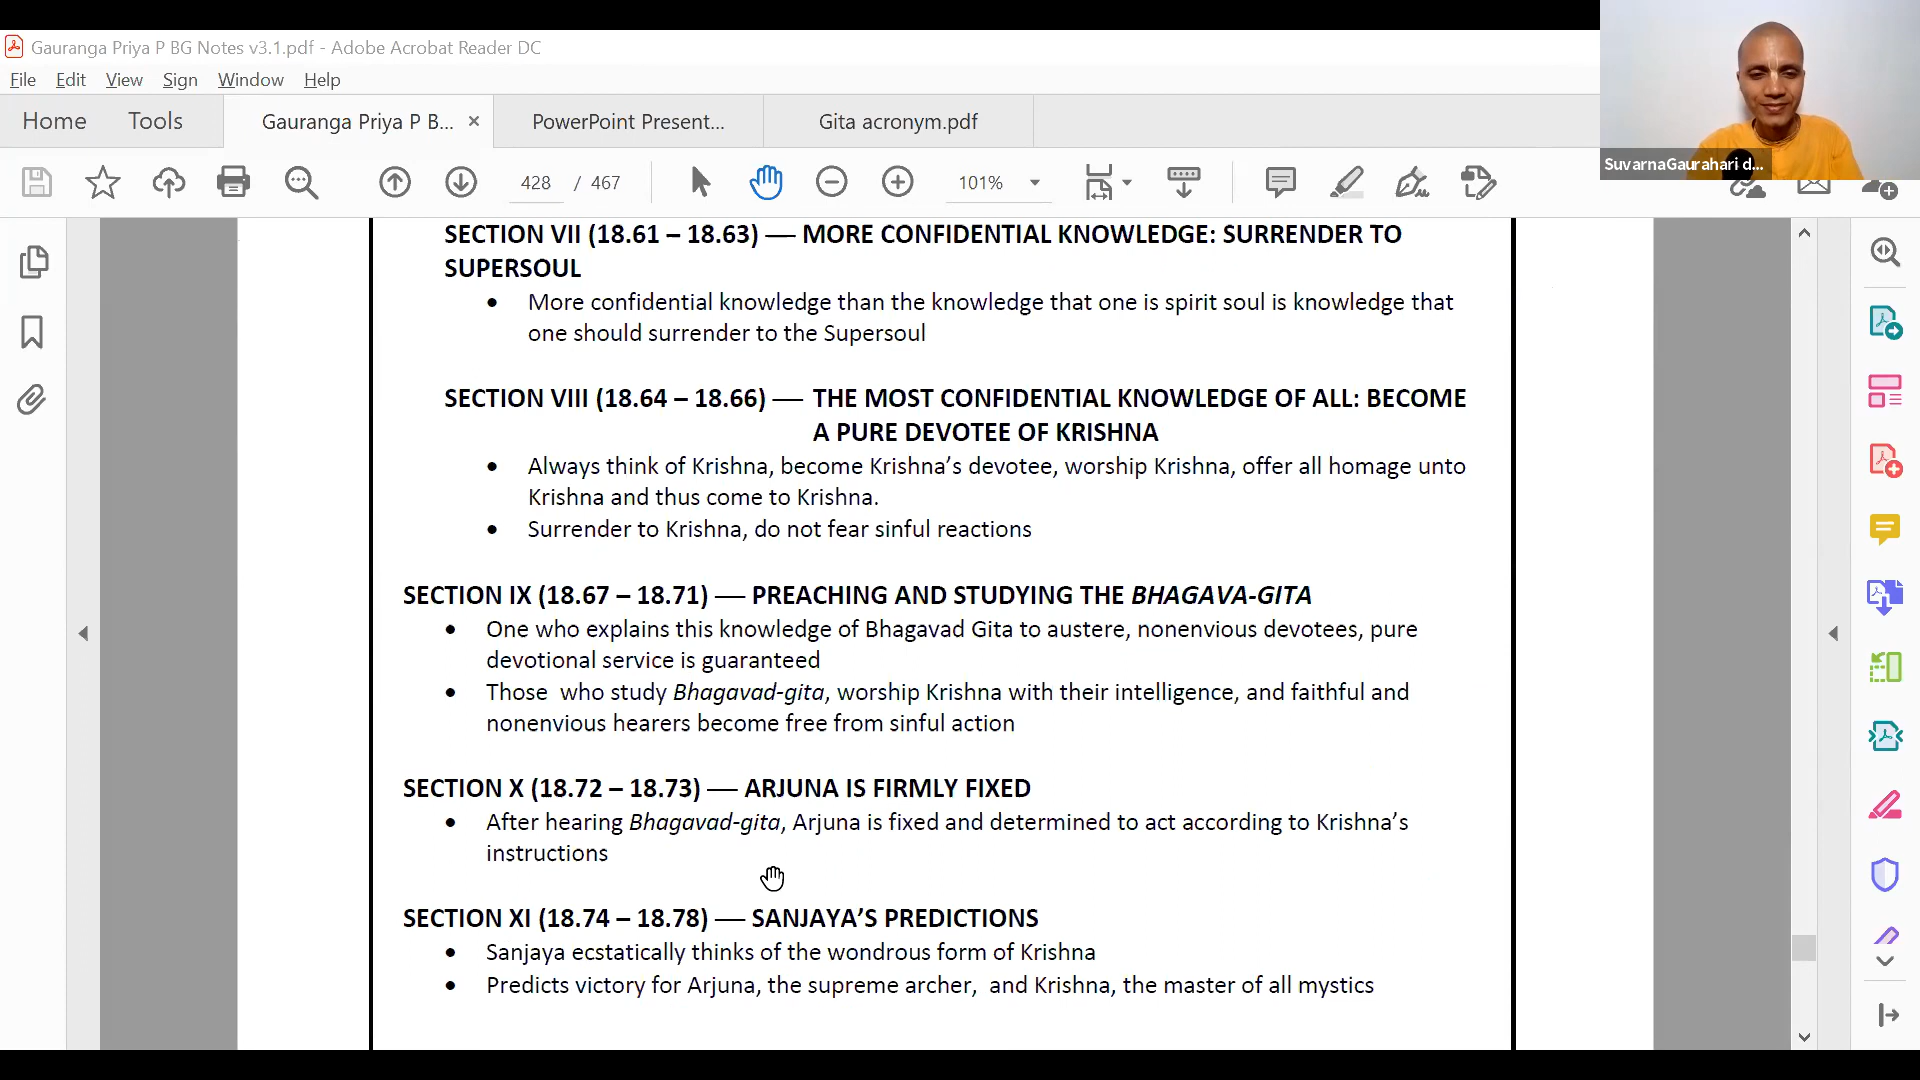 Gauranga Priya P BG Notes v3.1.pdf - Adobe Acrobat Reader DC
File Edit View Sign Window Help
Home Tools Gauranga Priya P B... × PowerPoint Present... Gita acronym.pdf
428 / 467 101%
SuvarnaGaurahari d...
SECTION VII (18.61 – 18.63) — MORE CONFIDENTIAL KNOWLEDGE: SURRENDER TO
SUPERSOUL
• More confidential knowledge than the knowledge that one is spirit soul is knowledge that
one should surrender to the Supersoul
SECTION VIII (18.64 – 18.66) — THE MOST CONFIDENTIAL KNOWLEDGE OF ALL: BECOME
A PURE DEVOTEE OF KRISHNA
• Always think of Krishna, become Krishna’s devotee, worship Krishna, offer all homage unto
Krishna and thus come to Krishna.
• Surrender to Krishna, do not fear sinful reactions
SECTION IX (18.67 – 18.71) — PREACHING AND STUDYING THE BHAGAVA-GITA
• One who explains this knowledge of Bhagavad Gita to austere, nonenvious devotees, pure
devotional service is guaranteed
• Those who study Bhagavad-gita, worship Krishna with their intelligence, and faithful and
nonenvious hearers become free from sinful action
SECTION X (18.72 – 18.73) — ARJUNA IS FIRMLY FIXED
• After hearing Bhagavad-gita, Arjuna is fixed and determined to act according to Krishna’s
instructions
SECTION XI (18.74 – 18.78) — SANJAYA’S PREDICTIONS
• Sanjaya ecstatically thinks of the wondrous form of Krishna
• Predicts victory for Arjuna, the supreme archer, and Krishna, the master of all mystics